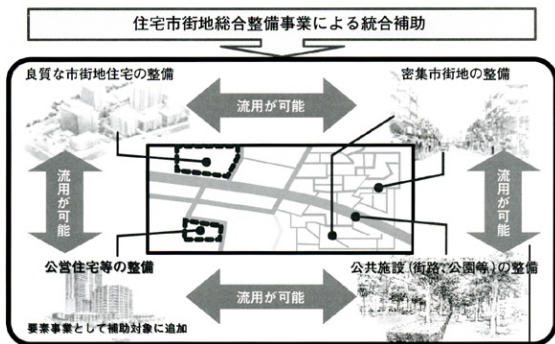 住宅市街地総合整備事業による統合補助
良質な市街地住宅の整備
密集市街地の整備
流用が可能
流用が可能
流用が可能
公営住宅等の整備
公共施設(街路、公園等)の整備
流用が可能
要素事業として補助対象に追加